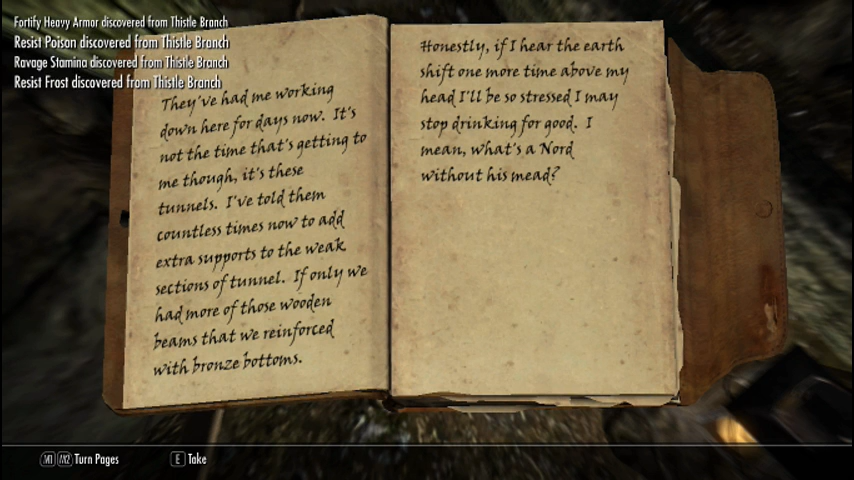 Fortify Heavy Armor discovered from Thistle Branch
Resist Poison discovered from Thistle Branch
Ravage Stamina discovered from Thistle Branch
Resist Frost discovered from Thistle Branch
They've had me working
down here for days now. It's
not the time that's getting to
me though, it's these
tunnels. I've told them
countless times now to add
extra supports to the weak
sections of tunnel. If only we
had more of those wooden
beams that we reinforced
with bronze bottoms.
Honestly, if I hear the earth
shift one more time above my
head I'll be so stressed I may
stop drinking for good. I
mean, what's a Nord
without his mead?
M1 M2 Turn Pages
E Take